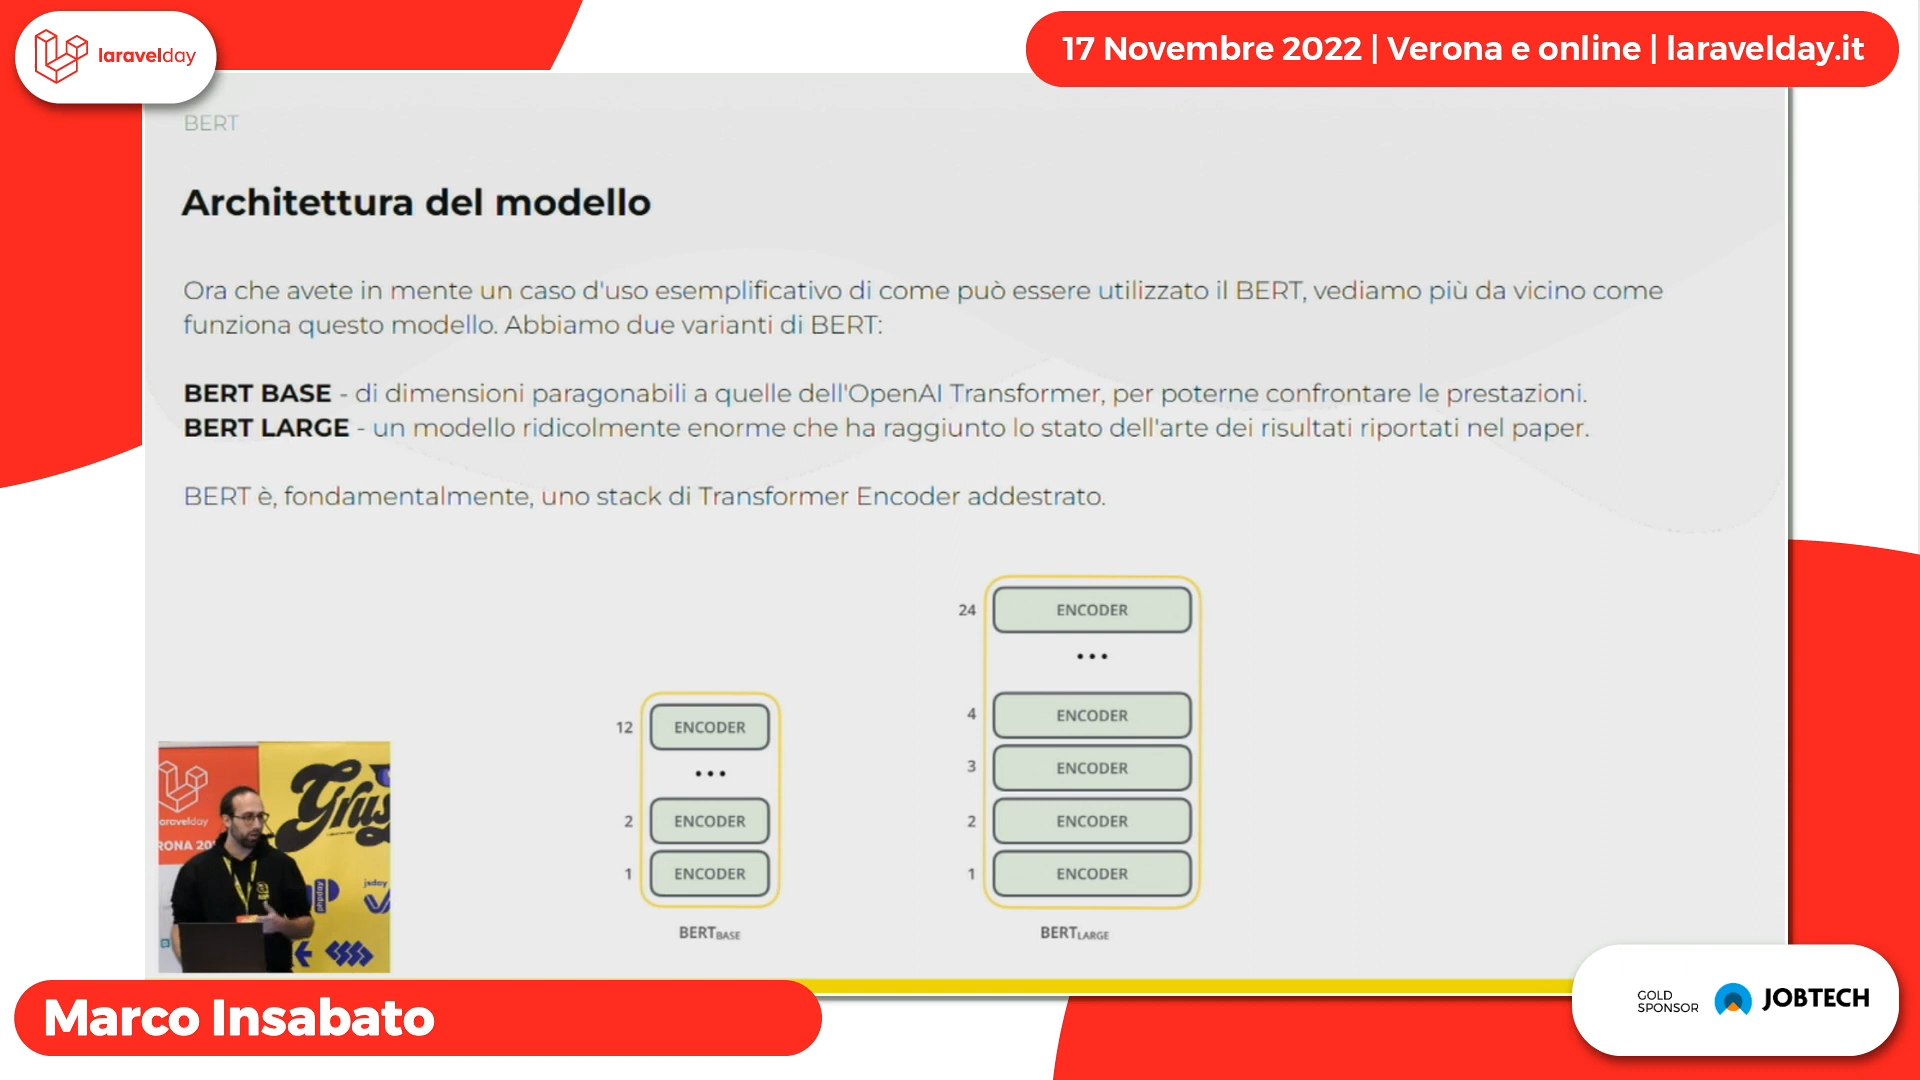 laravelday
17 Novembre 2022 | Verona e online | laravelday.it
BERT
Architettura del modello
Ora che avete in mente un caso d'uso esemplificativo di come può essere utilizzato il BERT, vediamo più da vicino come
funziona questo modello. Abbiamo due varianti di BERT:
BERT BASE - di dimensioni paragonabili a quelle dell'OpenAI Transformer, per poterne confrontare le prestazioni.
BERT LARGE - un modello ridicolmente enorme che ha raggiunto lo stato dell'arte dei risultati riportati nel paper.
BERT è, fondamentalmente, uno stack di Transformer Encoder addestrato.
12 ENCODER
...
2 ENCODER
1 ENCODER
BERTBASE
24 ENCODER
...
4 ENCODER
3 ENCODER
2 ENCODER
1 ENCODER
BERTLARGE
phpday
jsday
Marco Insabato
GOLD
SPONSOR
JOBTECH